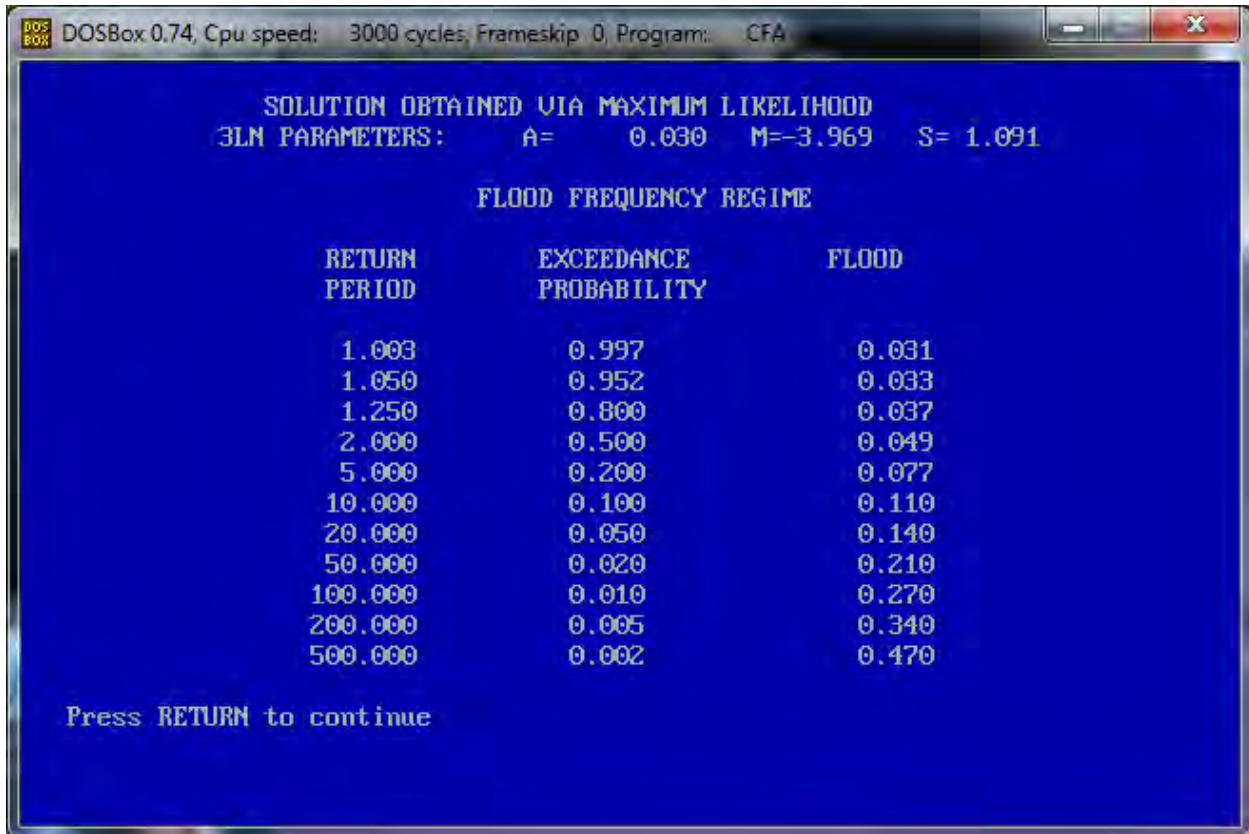 DOS BOX DOSBox 0.74, Cpu speed: 3000 cycles, Frameskip 0, Program: CFA
SOLUTION OBTAINED VIA MAXIMUM LIKELIHOOD
3LN PARAMETERS: A= 0.030 M=-3.969 S= 1.091
FLOOD FREQUENCY REGIME
RETURN EXCEEDANCE FLOOD
PERIOD PROBABILITY
1.003 0.997 0.031
1.050 0.952 0.033
1.250 0.800 0.037
2.000 0.500 0.049
5.000 0.200 0.077
10.000 0.100 0.110
20.000 0.050 0.140
50.000 0.020 0.210
100.000 0.010 0.270
200.000 0.005 0.340
500.000 0.002 0.470
Press RETURN to continue